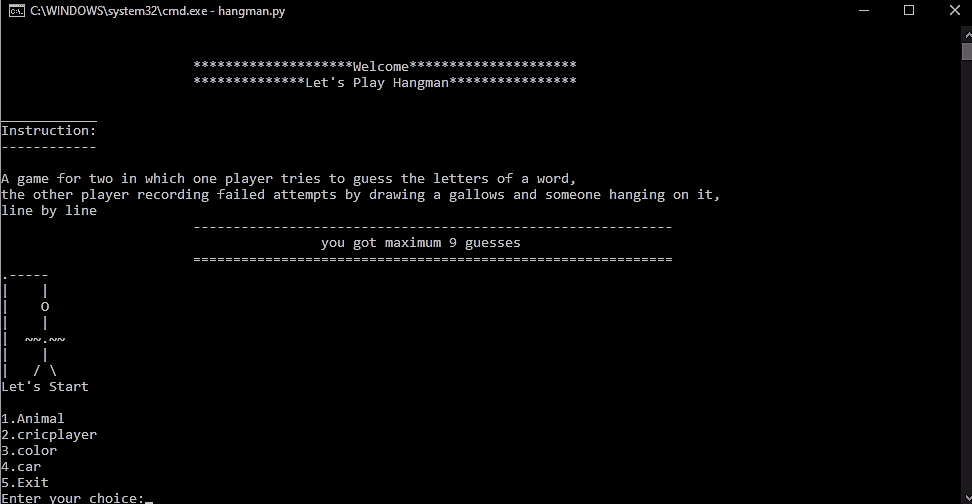 C:\WINDOWS\system32\cmd.exe - hangman.py
********************Welcome*********************
**************Let's Play Hangman****************
____________
Instruction:
------------
A game for two in which one player tries to guess the letters of a word,
the other player recording failed attempts by drawing a gallows and someone hanging on it,
line by line
------------------------------------------------------------
you got maximum 9 guesses
============================================================
.-----
|    |
|    O
|    |
|  ~~.~~
|    |
|   / \
Let's Start
1.Animal
2.cricplayer
3.color
4.car
5.Exit
Enter your choice:_